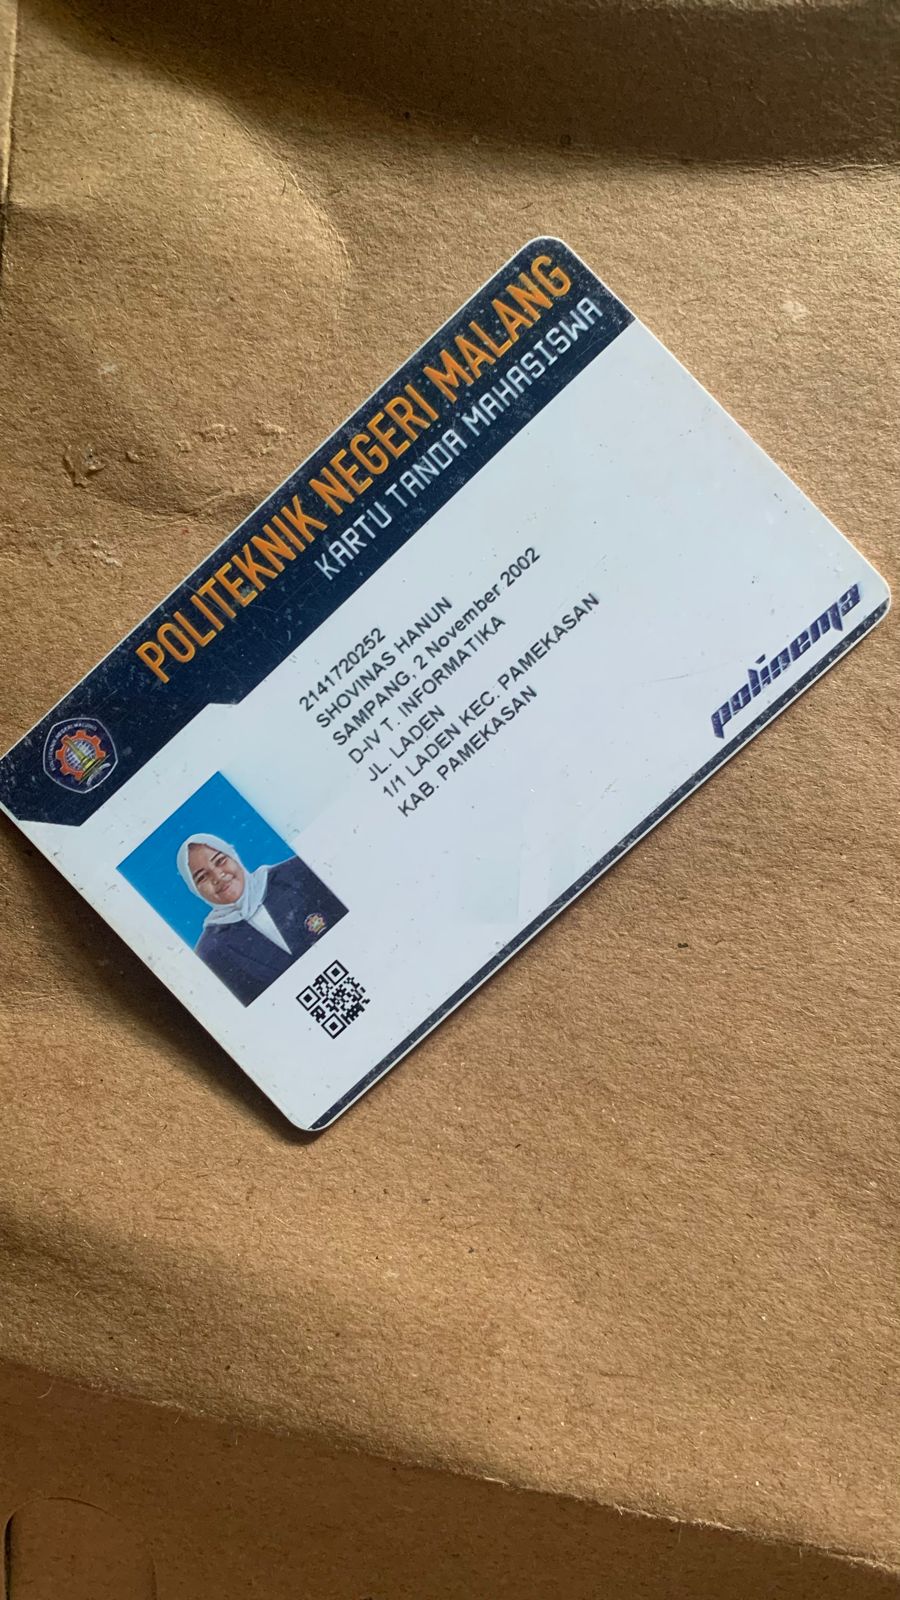 POLITEKNIK NEGERI MALANG
KARTU TANDA MAHASISWA
2141720252
SHOVINAS HANUN
SAMPANG, 2 November 2002
D-IV T. INFORMATIKA
JL. LADEN
1/1 LADEN KEC. PAMEKASAN
KAB. PAMEKASAN
polinema